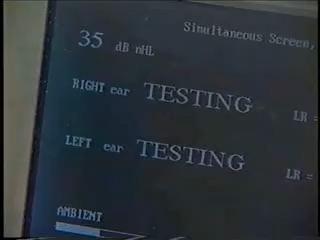 Simultaneous Screen,
35 dB nHL
RIGHT ear TESTING LR =
LEFT ear TESTING LR =
AMBIENT